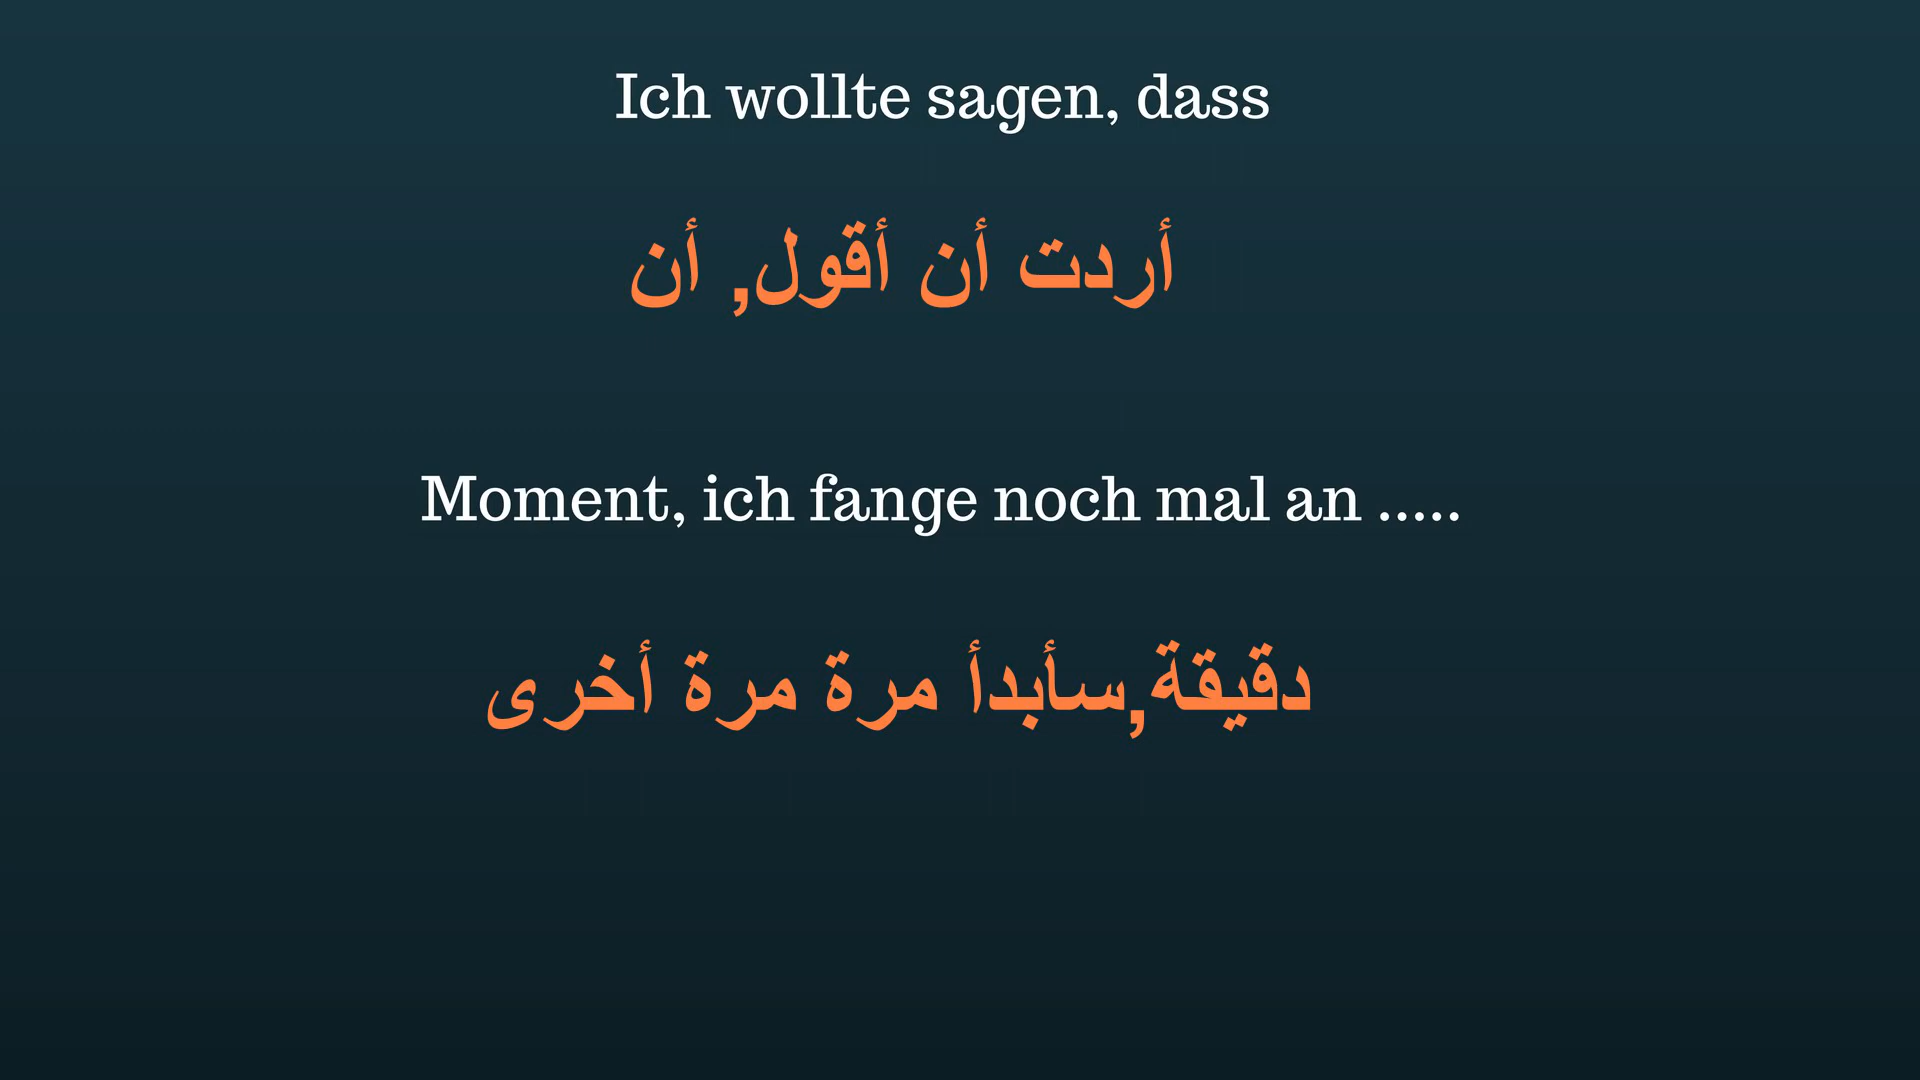 Ich wollte sagen, dass
أردت أن أقول, أن
Moment, ich fange noch mal an .....
دقيقة,سأبدأ مرة مرة أخرى